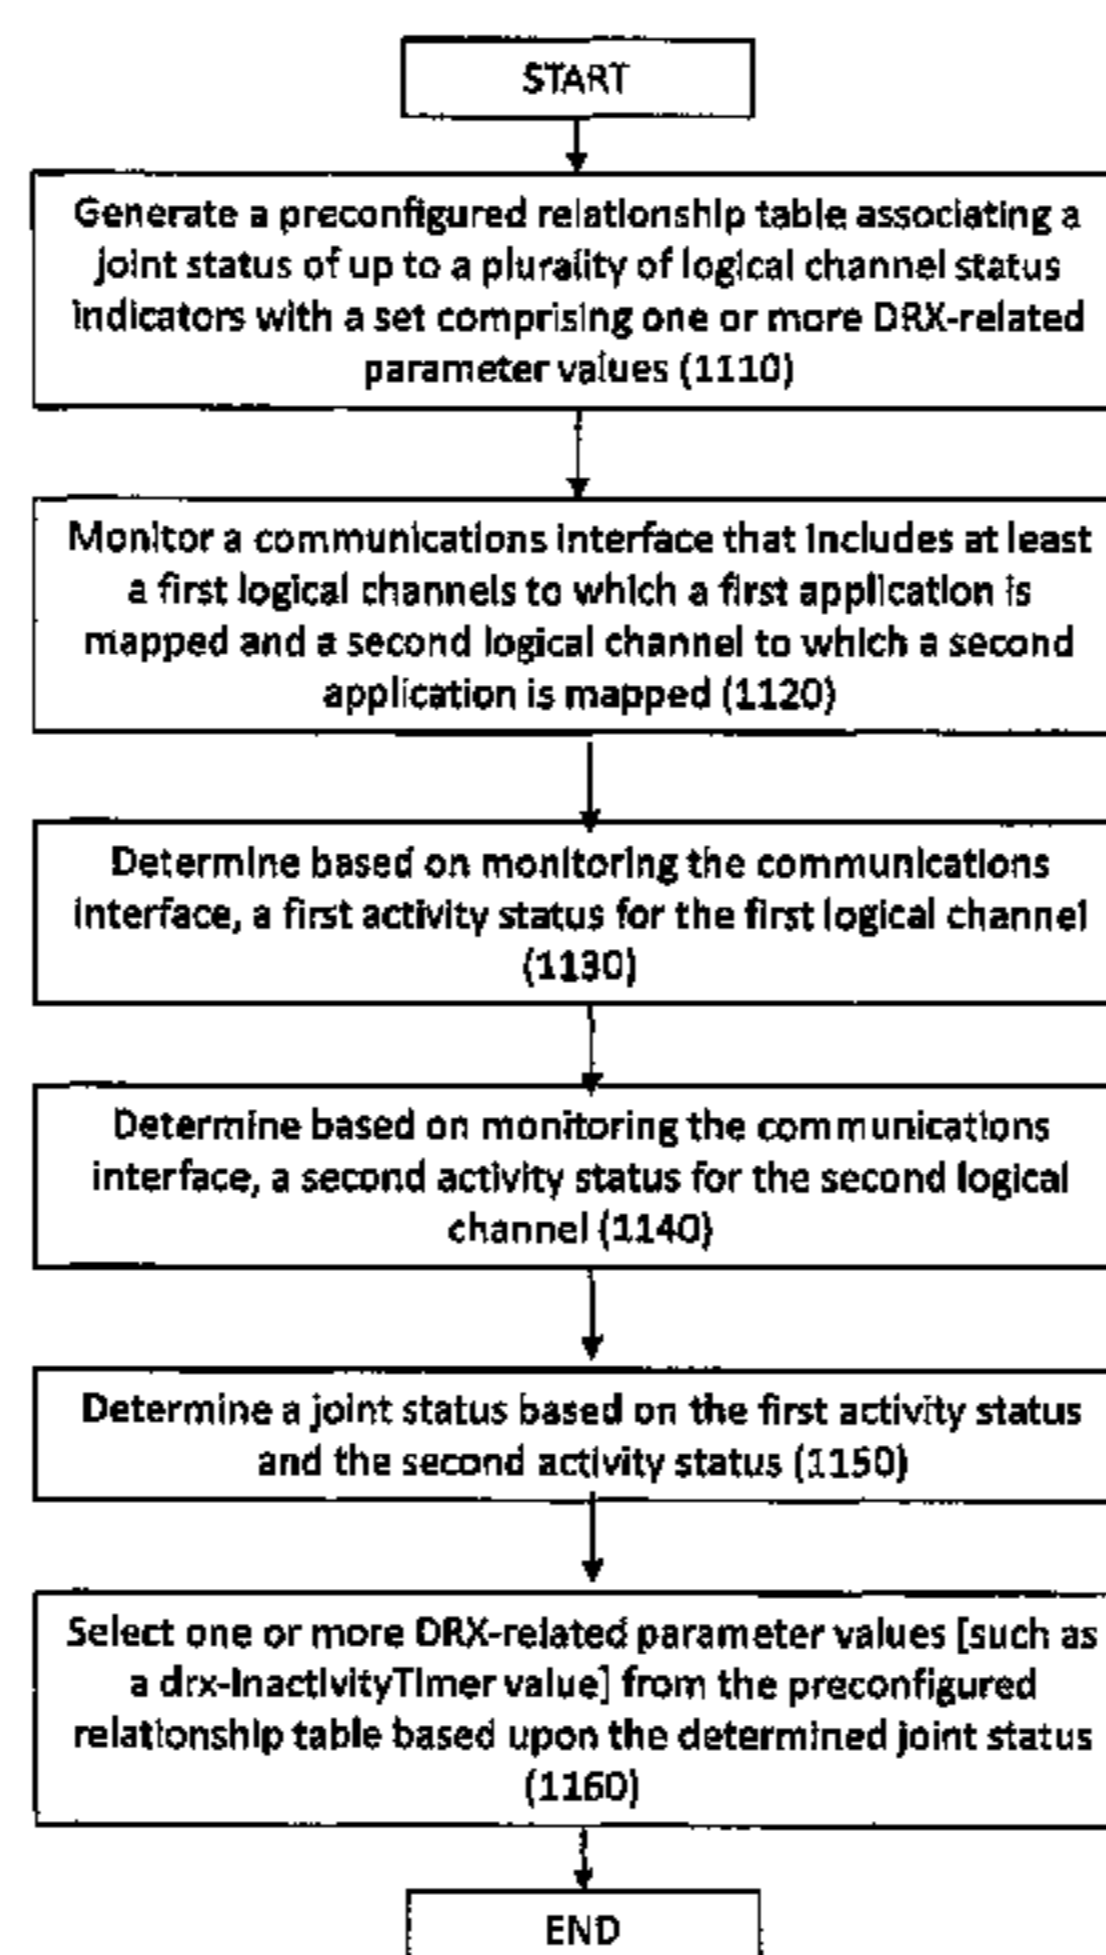 START
Generate a preconfigured relationship table associating a
joint status of up to a plurality of logical channel status
indicators with a set comprising one or more DRX-related
parameter values (1110)
Monitor a communications interface that includes at least
a first logical channels to which a first application is
mapped and a second logical channel to which a second
application is mapped (1120)
Determine based on monitoring the communications
interface, a first activity status for the first logical channel
(1130)
Determine based on monitoring the communications
interface, a second activity status for the second logical
channel (1140)
Determine a joint status based on the first activity status
and the second activity status (1150)
Select one or more DRX-related parameter values [such as
a drx-InactivityTimer value] from the preconfigured
relationship table based upon the determined joint status
(1160)
END